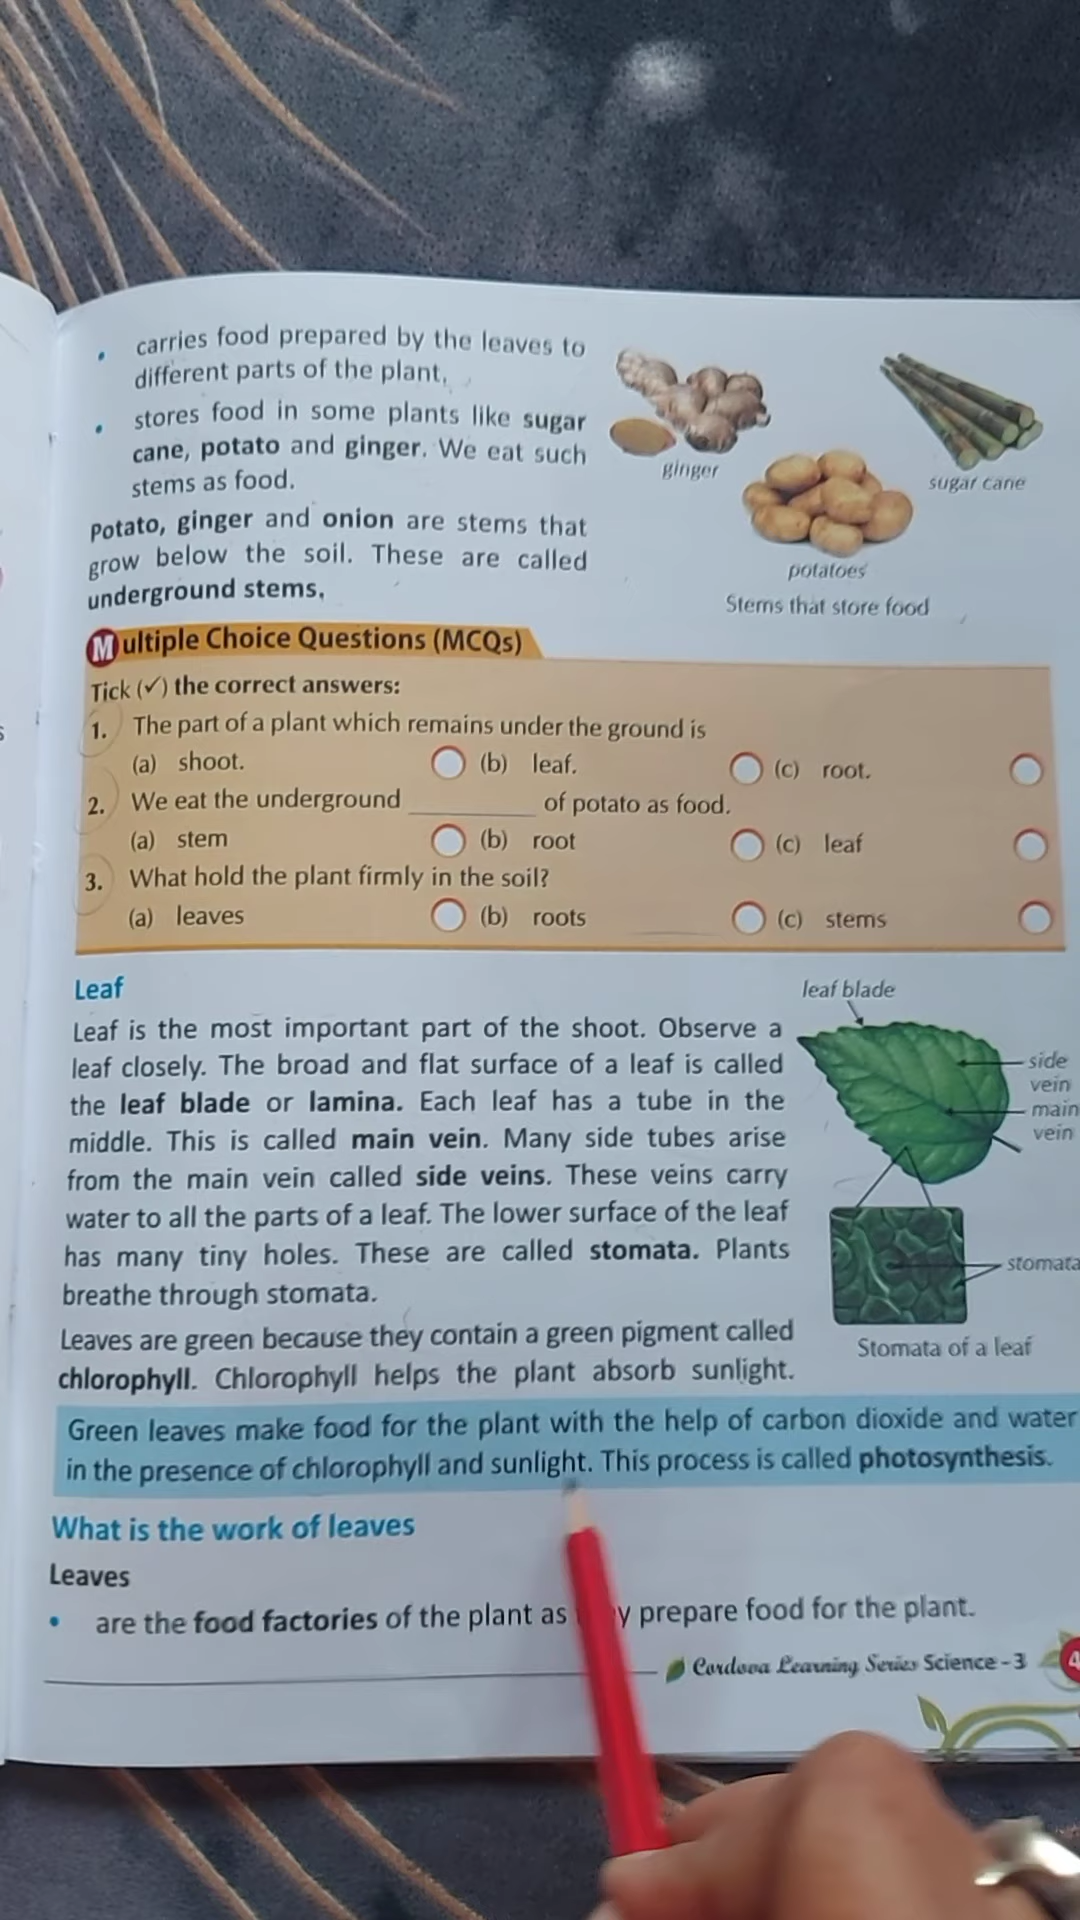 • carries food prepared by the leaves to
different parts of the plant.
• stores food in some plants like sugar
cane, potato and ginger. We eat such
stems as food.
Potato, ginger and onion are stems that
grow below the soil. These are called
underground stems.
ginger
sugar cane
potatoes
Stems that store food
Multiple Choice Questions (MCQs)
Tick (✓) the correct answers:
1. The part of a plant which remains under the ground is
(a) shoot. (b) leaf. (c) root.
2. We eat the underground __________ of potato as food.
(a) stem (b) root (c) leaf
3. What hold the plant firmly in the soil?
(a) leaves (b) roots (c) stems
Leaf
Leaf is the most important part of the shoot. Observe a
leaf closely. The broad and flat surface of a leaf is called
the leaf blade or lamina. Each leaf has a tube in the
middle. This is called main vein. Many side tubes arise
from the main vein called side veins. These veins carry
water to all the parts of a leaf. The lower surface of the leaf
has many tiny holes. These are called stomata. Plants
breathe through stomata.
Leaves are green because they contain a green pigment called
chlorophyll. Chlorophyll helps the plant absorb sunlight.
leaf blade
side
vein
main
vein
stomata
Stomata of a leaf
Green leaves make food for the plant with the help of carbon dioxide and water
in the presence of chlorophyll and sunlight. This process is called photosynthesis.
What is the work of leaves
Leaves
• are the food factories of the plant as y prepare food for the plant.
Cordova Learning Series Science-3 4